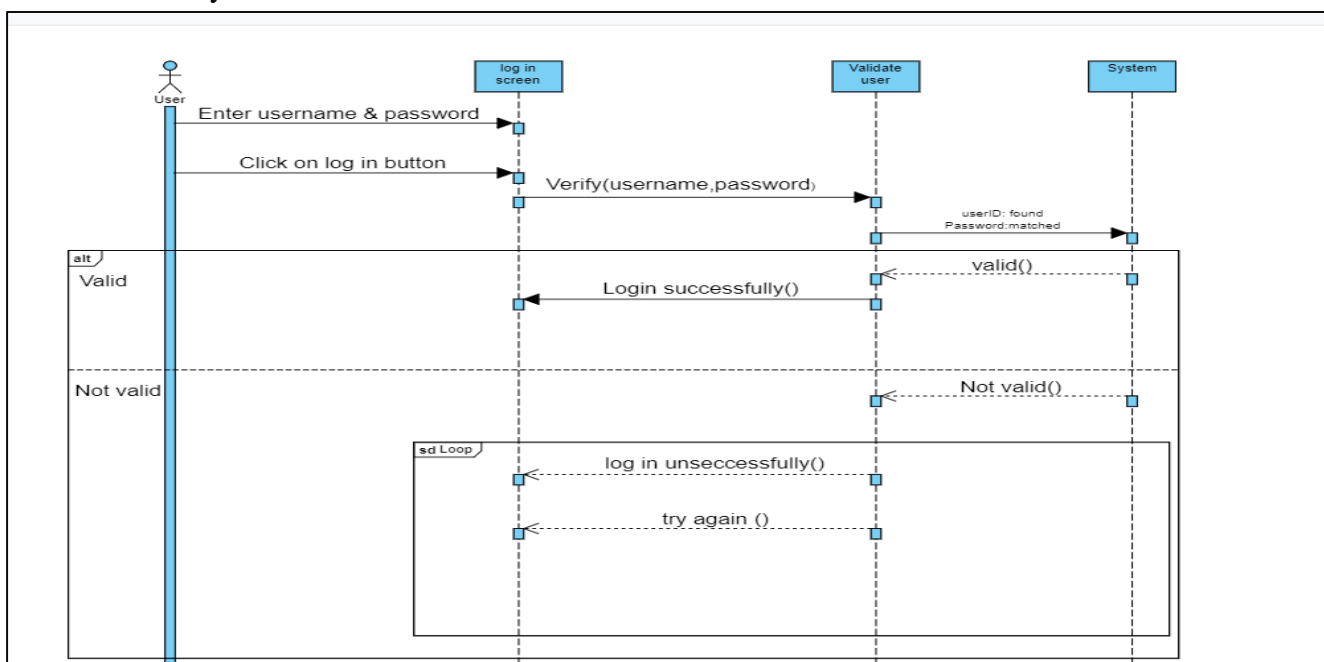 log in
screen
Validate
user
System
User
Enter username & password
Click on log in button
Verify(username,password)
userID: found
Password:matched
alt
Valid
valid()
Login successfully()
Not valid
Not valid()
sd Loop
log in unseccessfully()
try again ()